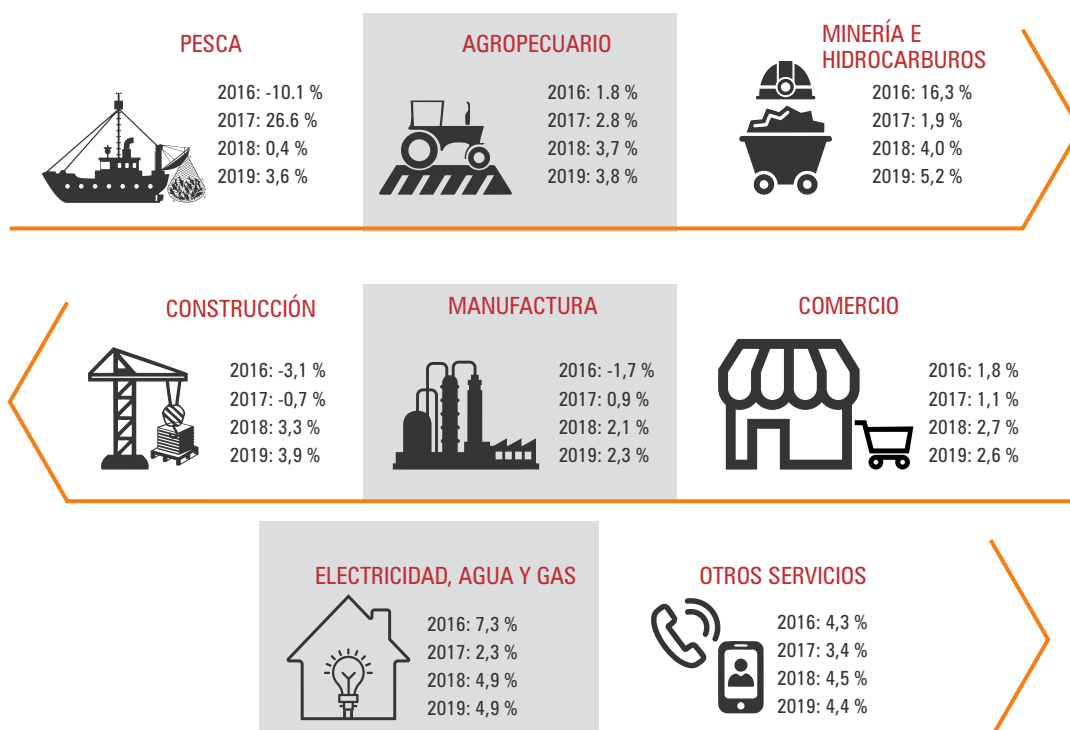 PESCA
2016: -10.1 %
2017: 26.6 %
2018: 0,4 %
2019: 3,6 %
AGROPECUARIO
2016: 1.8 %
2017: 2.8 %
2018: 3,7 %
2019: 3,8 %
MINERÍA E
HIDROCARBUROS
2016: 16,3 %
2017: 1,9 %
2018: 4,0 %
2019: 5,2 %
CONSTRUCCIÓN
2016: -3,1 %
2017: -0,7 %
2018: 3,3 %
2019: 3,9 %
MANUFACTURA
2016: -1,7 %
2017: 0,9 %
2018: 2,1 %
2019: 2,3 %
COMERCIO
2016: 1,8 %
2017: 1,1 %
2018: 2,7 %
2019: 2,6 %
ELECTRICIDAD, AGUA Y GAS
2016: 7,3 %
2017: 2,3 %
2018: 4,9 %
2019: 4,9 %
OTROS SERVICIOS
2016: 4,3 %
2017: 3,4 %
2018: 4,5 %
2019: 4,4 %